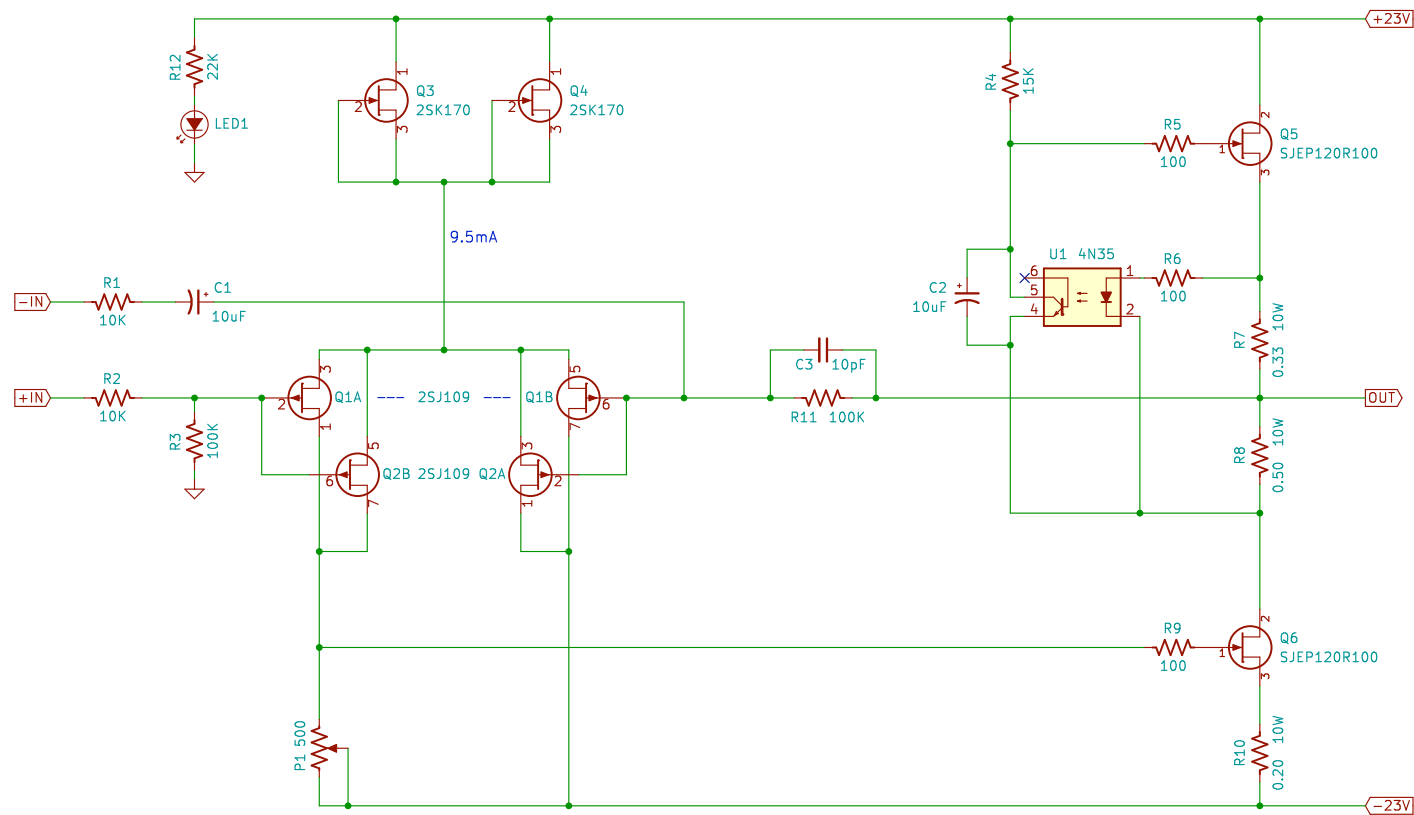 +23V
R12
22K
LED1
Q3
2SK170
1
2
3
Q4
2SK170
1
2
3
R4
15K
R5
100
Q5
SJEP120R100
2
1
3
9.5mA
U1 4N35
6
5
4
1
2
R6
100
C2
+
10uF
R7
0.33 10W
-IN
R1
10K
C1
+
10uF
C3 10pF
R11 100K
+IN
R2
10K
R3
100K
Q1A --- 2SJ109 --- Q1B
3
2
1
5
6
7
Q2B 2SJ109 Q2A
5
6
7
3
2
1
OUT
R8
0.50 10W
R9
100
Q6
SJEP120R100
2
1
3
P1 500
R10
0.20 10W
-23V